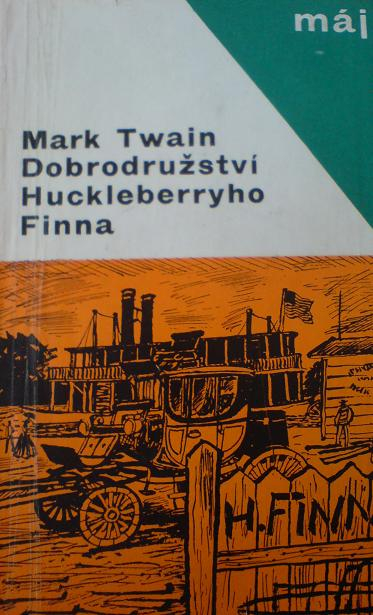 máj
Mark Twain
Dobrodružství
Huckleberryho
Finna
H. FINN